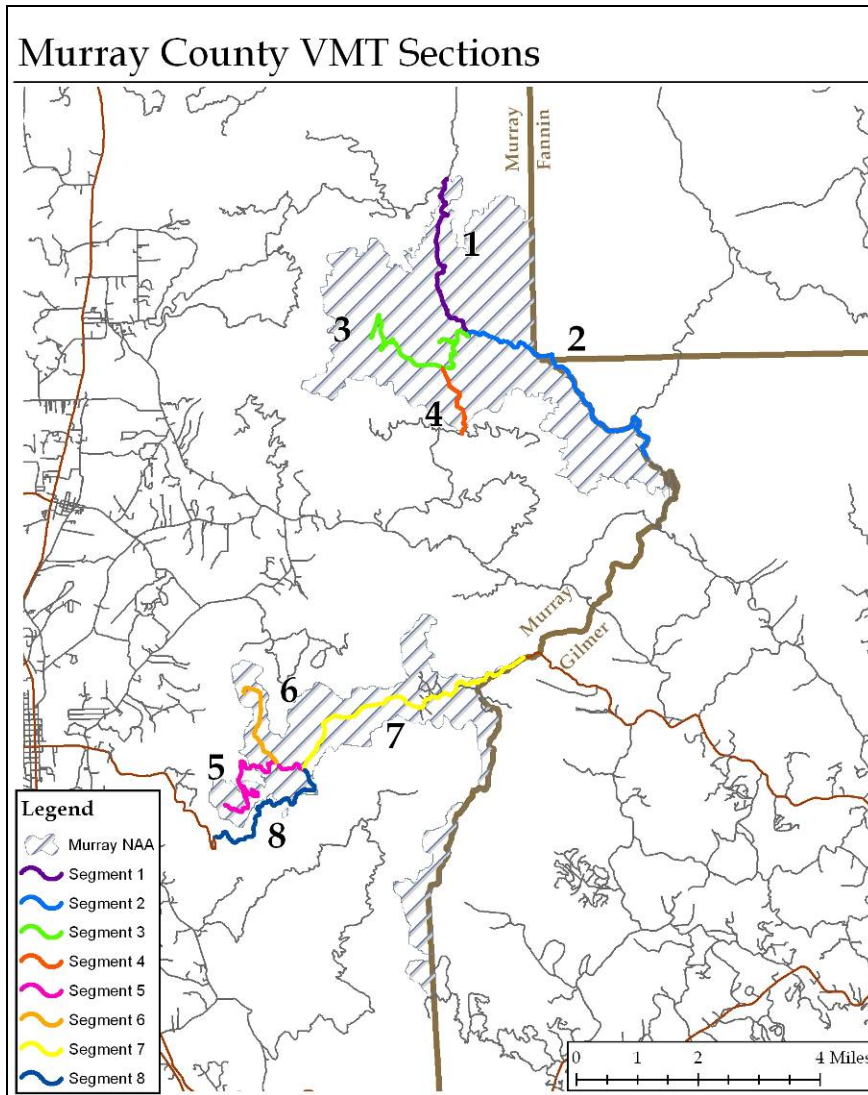 Murray County VMT Sections
Murray
Fannin
1
2
3
4
Murray
Gilmer
6
7
5
8
Legend
Murray NAA
Segment 1
Segment 2
Segment 3
Segment 4
Segment 5
Segment 6
Segment 7
Segment 8
0 1 2 4 Miles